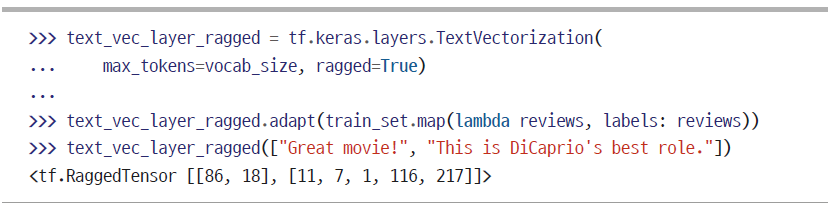 >>> text_vec_layer_ragged = tf.keras.layers.TextVectorization(
...     max_tokens=vocab_size, ragged=True)
...
>>> text_vec_layer_ragged.adapt(train_set.map(lambda reviews, labels: reviews))
>>> text_vec_layer_ragged(["Great movie!", "This is DiCaprio's best role."])
<tf.RaggedTensor [[86, 18], [11, 7, 1, 116, 217]]>